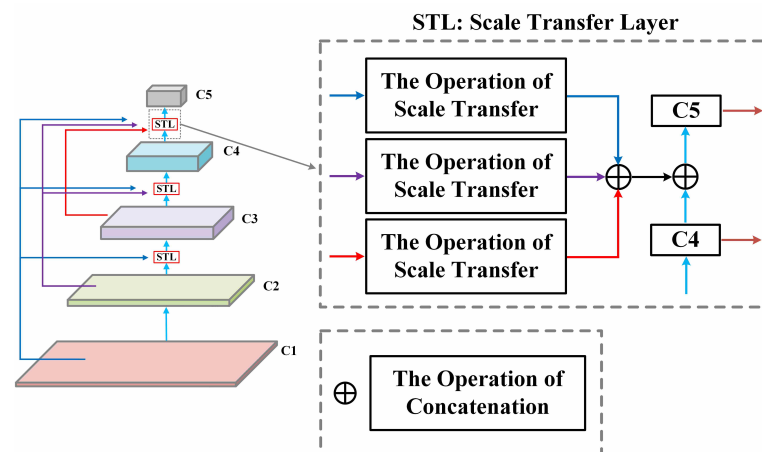 STL: Scale Transfer Layer
C5
STL
C4
STL
C3
STL
C2
C1
The Operation of
Scale Transfer
The Operation of
Scale Transfer
The Operation of
Scale Transfer
C5
C4
The Operation of
Concatenation